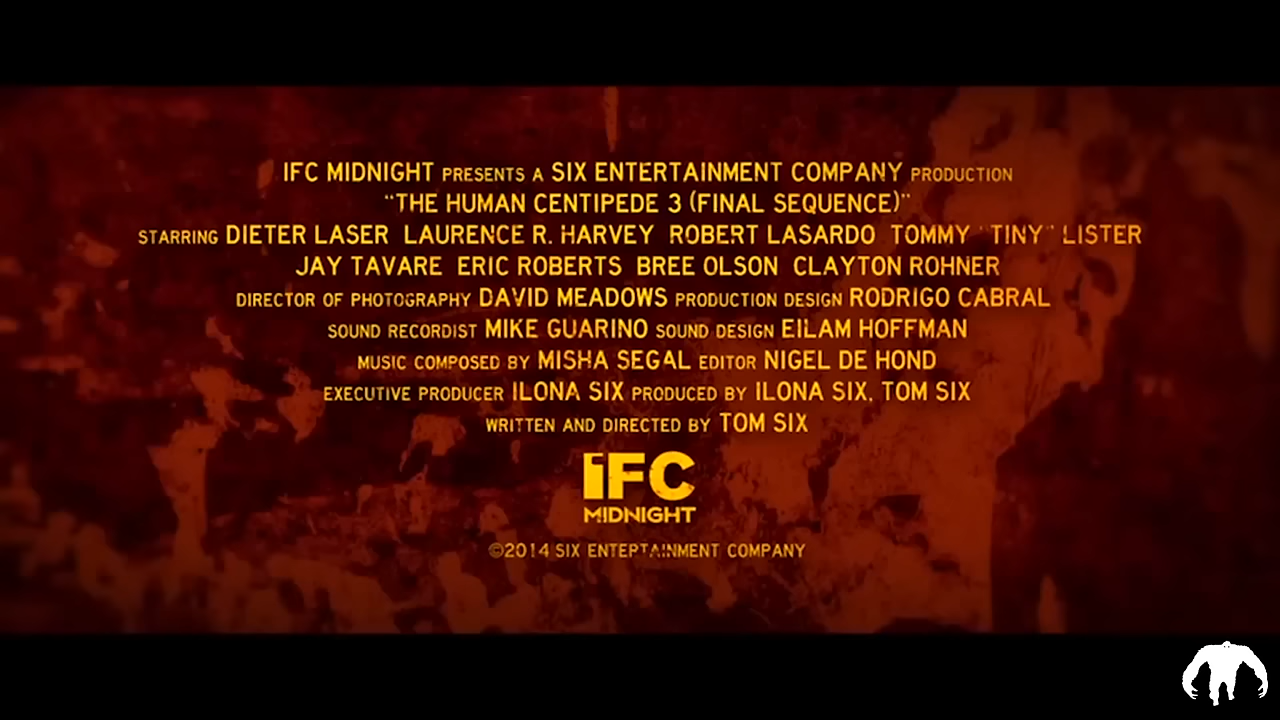 IFC MIDNIGHT PRESENTS A SIX ENTERTAINMENT COMPANY PRODUCTION
"THE HUMAN CENTIPEDE 3 (FINAL SEQUENCE)"
STARRING DIETER LASER LAURENCE R. HARVEY ROBERT LASARDO TOMMY "TINY" LISTER
JAY TAVARE ERIC ROBERTS BREE OLSON CLAYTON ROHNER
DIRECTOR OF PHOTOGRAPHY DAVID MEADOWS PRODUCTION DESIGN RODRIGO CABRAL
SOUND RECORDIST MIKE GUARINO SOUND DESIGN EILAM HOFFMAN
MUSIC COMPOSED BY MISHA SEGAL EDITOR NIGEL DE HOND
EXECUTIVE PRODUCER ILONA SIX PRODUCED BY ILONA SIX, TOM SIX
WRITTEN AND DIRECTED BY TOM SIX
IFC
MIDNIGHT
©2014 SIX ENTERTAINMENT COMPANY